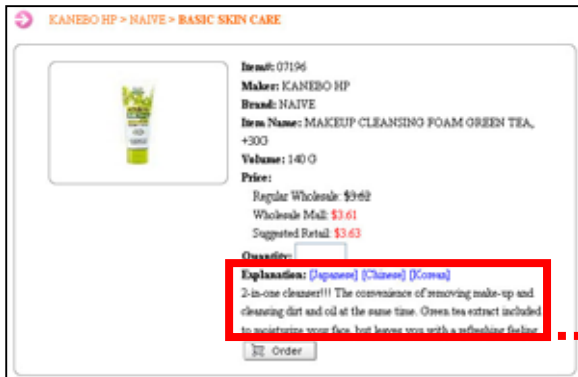 KANEBO HP > NAIVE > BASIC SKIN CARE
Item#: 07196
Maker: KANEBO HP
Brand: NAIVE
Item Name: MAKEUP CLEANSING FOAM GREEN TEA,
+30G
Volume: 140 G
Price:
Regular Wholesale:
Wholesale Mall: $3.61
Suggested Retail: $3.63
Quantity:
Explanation: [Japanese] [Chinese] [Korean]
2-in-one cleanser!!! The convenience of removing make-up and
cleansing dirt and oil at the same time. Green tea extract included
to moisturize your face, but leaves you with a refreshing feeling
Order